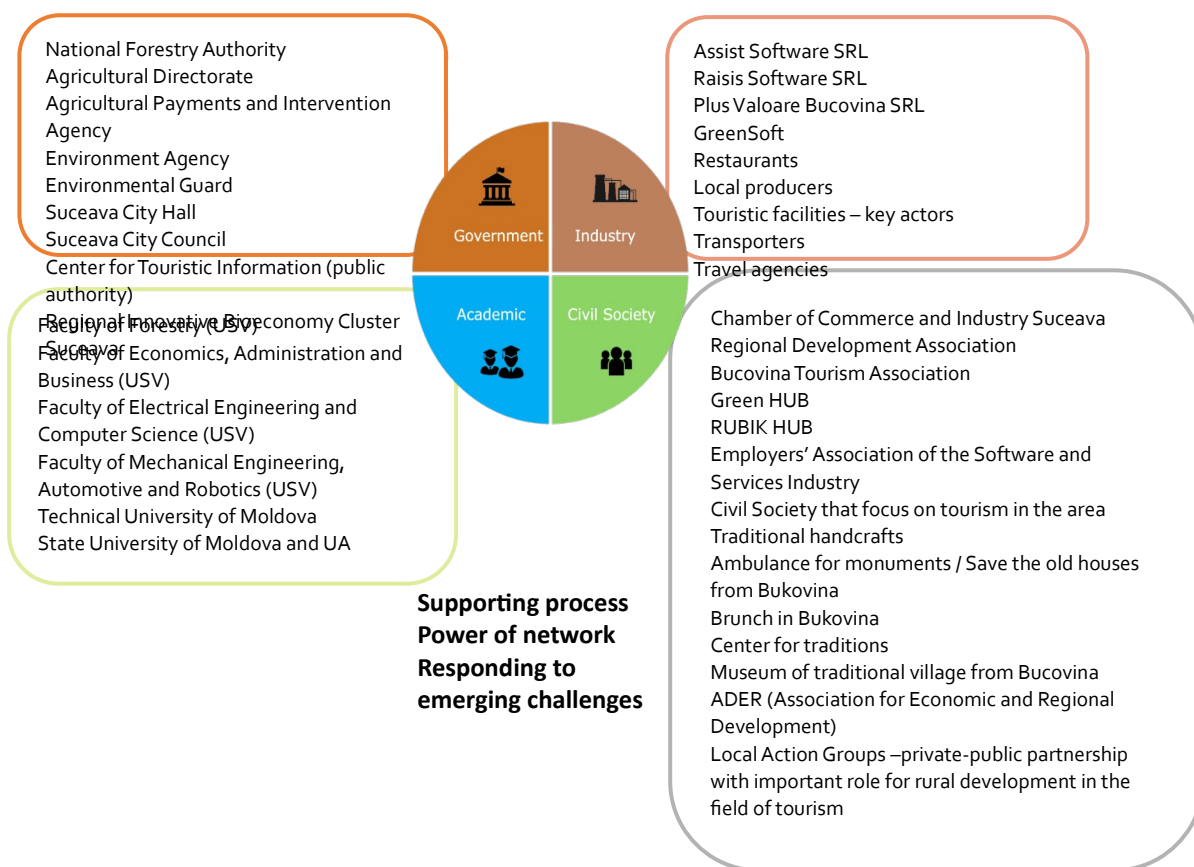 National Forestry Authority
Agricultural Directorate
Agricultural Payments and Intervention
Agency
Environment Agency
Environmental Guard
Suceava City Hall
Suceava City Council
Center for Touristic Information (public
authority)
Regional Innovative Bioeconomy Cluster
Suceava
Faculty of Forestry (USV)
Faculty of Economics, Administration and
Business (USV)
Faculty of Electrical Engineering and
Computer Science (USV)
Faculty of Mechanical Engineering,
Automotive and Robotics (USV)
Technical University of Moldova
State University of Moldova and UA
Government
Industry
Academic
Civil Society
Supporting process
Power of network
Responding to
emerging challenges
Assist Software SRL
Raisis Software SRL
Plus Valoare Bucovina SRL
GreenSoft
Restaurants
Local producers
Touristic facilities – key actors
Transporters
Travel agencies
Chamber of Commerce and Industry Suceava
Regional Development Association
Bucovina Tourism Association
Green HUB
RUBIK HUB
Employers’ Association of the Software and
Services Industry
Civil Society that focus on tourism in the area
Traditional handcrafts
Ambulance for monuments / Save the old houses
from Bukovina
Brunch in Bukovina
Center for traditions
Museum of traditional village from Bucovina
ADER (Association for Economic and Regional
Development)
Local Action Groups –private-public partnership
with important role for rural development in the
field of tourism